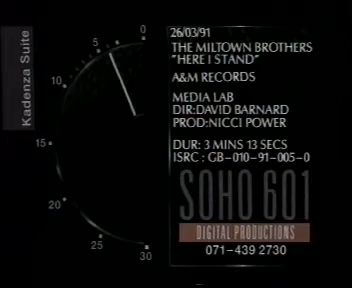 Kadenza Suite
0
5
10
15
20
25
30
26/03/91
THE MILTOWN BROTHERS
"HERE I STAND"
A&M RECORDS
MEDIA LAB
DIR:DAVID BARNARD
PROD:NICCI POWER
DUR: 3 MINS 13 SECS
ISRC : GB-010-91-005-0
SOHO 601
DIGITAL PRODUCTIONS
071-439 2730